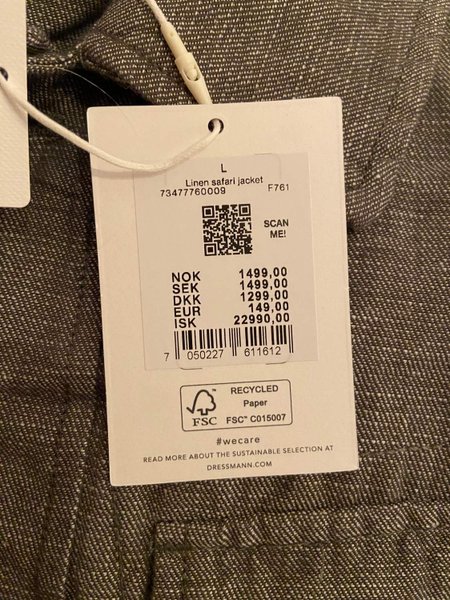 L
Linen safari jacket
73477760009 F761
SCAN
ME!
NOK 1499,00
SEK 1499,00
DKK 1299,00
EUR 149,00
ISK 22990,00
7 050227 611612
FSC
RECYCLED
Paper
FSC® C015007
#wecare
READ MORE ABOUT THE SUSTAINABLE SELECTION AT
DRESSMANN.COM